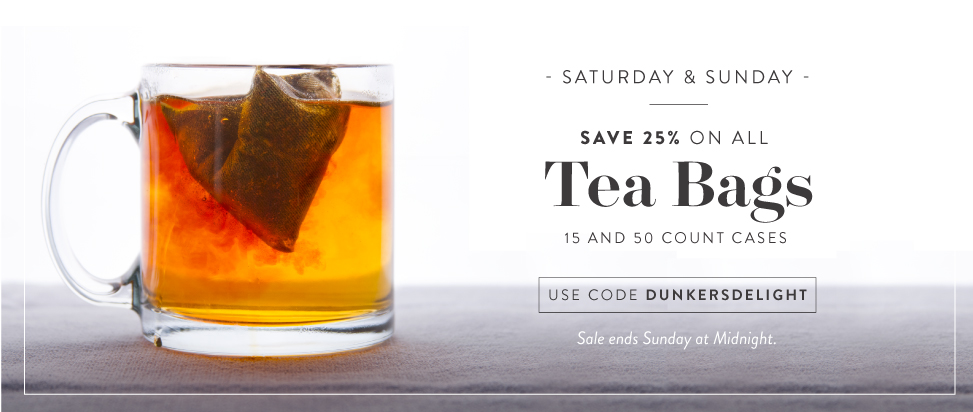 - SATURDAY & SUNDAY -
SAVE 25% ON ALL
Tea Bags
15 AND 50 COUNT CASES
USE CODE DUNKERSDELIGHT
Sale ends Sunday at Midnight.